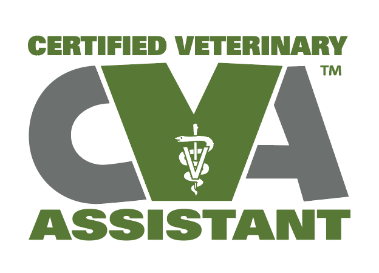 CERTIFIED VETERINARY
CVA™
V
ASSISTANT